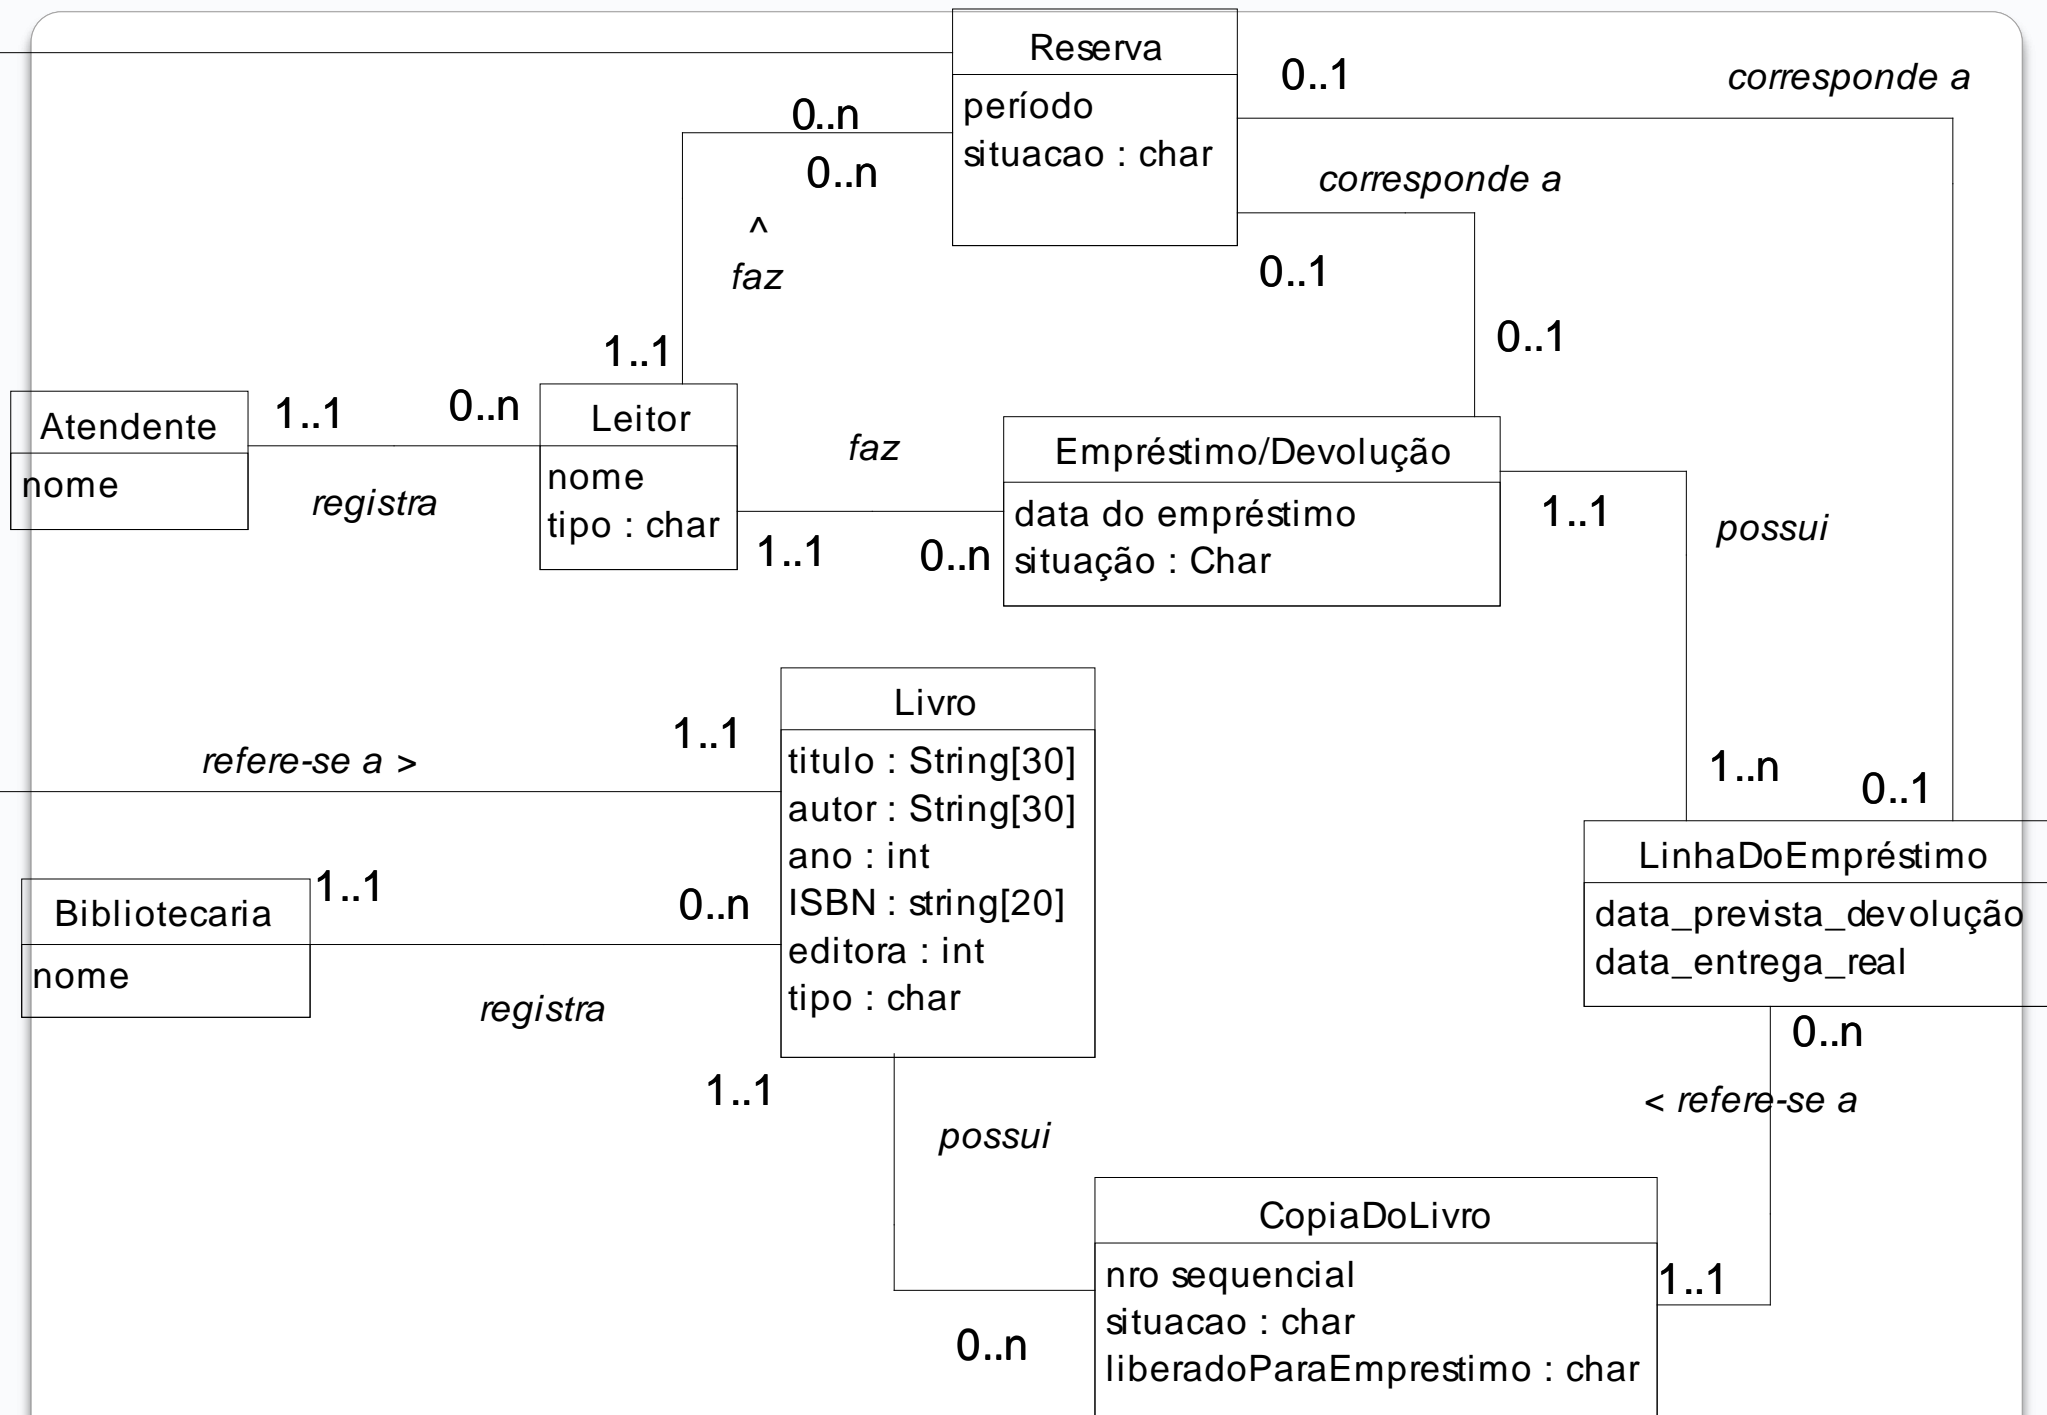 Reserva
0..1
corresponde a
período
situacao : char
0..n
0..n
corresponde a
^
faz
0..1
0..1
1..1
Atendente
nome
1..1
0..n
registra
Leitor
nome
tipo : char
faz
1..1
0..n
Empréstimo/Devolução
data do empréstimo
situação : Char
1..1
possui
Livro
titulo : String[30]
autor : String[30]
ano : int
ISBN : string[20]
editora : int
tipo : char
1..1
refere-se a >
1..n
0..1
LinhaDoEmpréstimo
data_prevista_devolução
data_entrega_real
Bibliotecaria
nome
1..1
0..n
registra
0..n
< refere-se a
1..1
possui
CopiaDoLivro
nro sequencial
situacao : char
liberadoParaEmprestimo : char
1..1
0..n